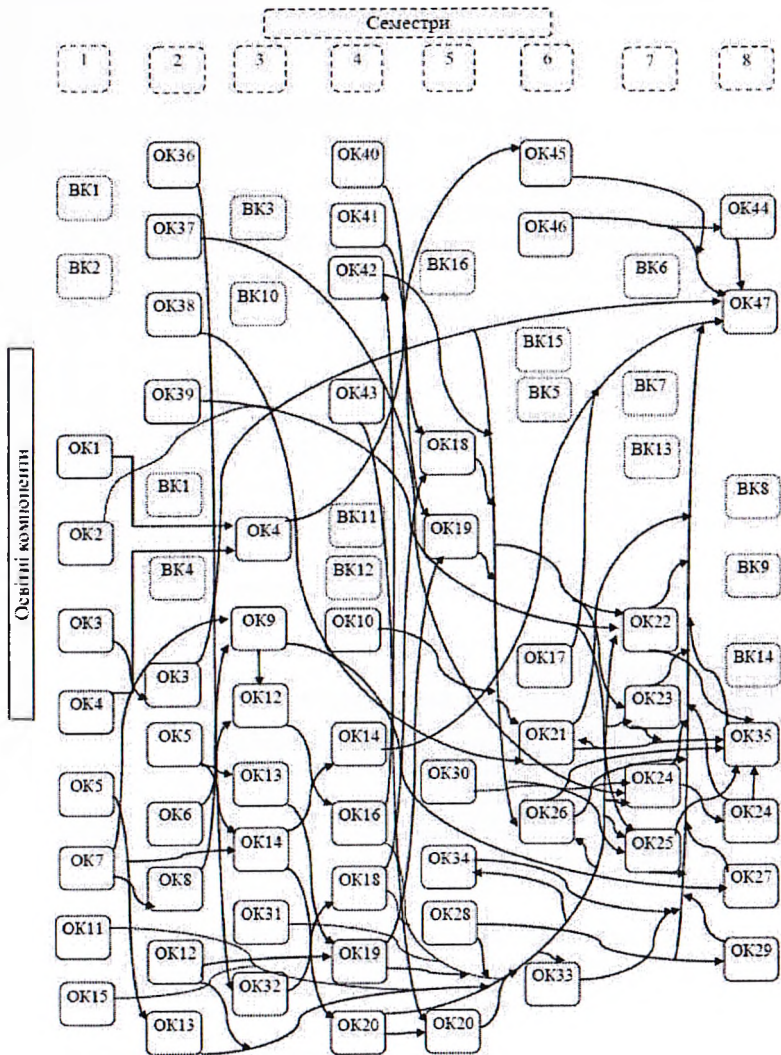 Семестри
1 2 3 4 5 6 7 8
Освітні компоненти
ОК36 ОК40 ОК45
ВК1 ВК3 ОК41 ОК44
ОК37 ОК46
ВК2 ОК42 ВК16 ВК6
ОК38 ВК10 ОК47
ВК15
ОК39 ОК43 ВК5 ВК7
ОК1 ОК18 ВК13
ВК1 ВК8
ОК2 ОК4 ВК11 ОК19
ВК4 ВК12 ВК9
ОК3 ОК9 ОК10 ОК22
ОК3 ОК17 ВК14
ОК4 ОК12 ОК23
ОК5 ОК14 ОК21 ОК35
ОК5 ОК13 ОК30 ОК24
ОК6 ОК16 ОК26 ОК24
ОК7 ОК14 ОК25
ОК8 ОК18 ОК34 ОК27
ОК11 ОК31 ОК28
ОК12 ОК19 ОК29
ОК15 ОК32 ОК33
ОК13 ОК20 ОК20